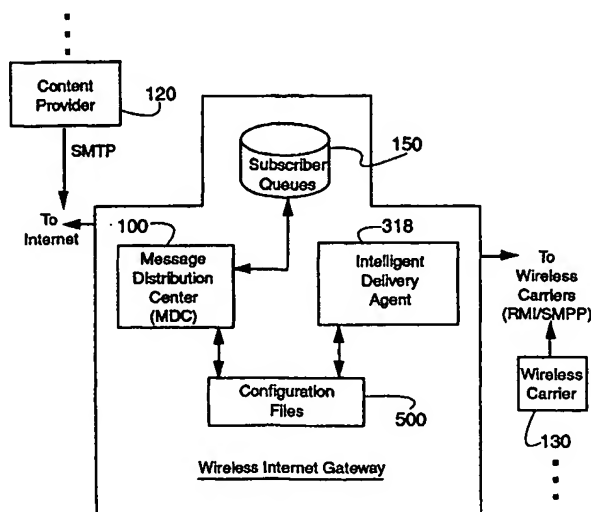 Content
Provider
120
SMTP
To
Internet
Subscriber
Queues
150
100
Message
Distribution
Center
(MDC)
318
Intelligent
Delivery
Agent
To
Wireless
Carriers
(RMI/SMPP)
Configuration
Files
500
Wireless
Carrier
130
Wireless Internet Gateway